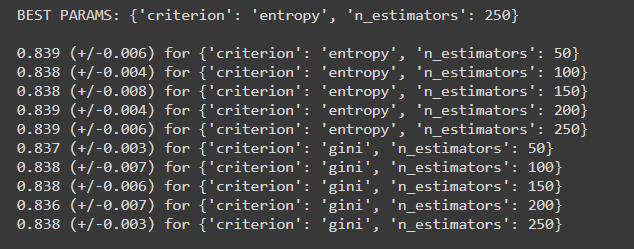 BEST PARAMS: {'criterion': 'entropy', 'n_estimators': 250}
0.839 (+/-0.006) for {'criterion': 'entropy', 'n_estimators': 50}
0.838 (+/-0.004) for {'criterion': 'entropy', 'n_estimators': 100}
0.838 (+/-0.008) for {'criterion': 'entropy', 'n_estimators': 150}
0.839 (+/-0.004) for {'criterion': 'entropy', 'n_estimators': 200}
0.839 (+/-0.006) for {'criterion': 'entropy', 'n_estimators': 250}
0.837 (+/-0.003) for {'criterion': 'gini', 'n_estimators': 50}
0.838 (+/-0.007) for {'criterion': 'gini', 'n_estimators': 100}
0.838 (+/-0.006) for {'criterion': 'gini', 'n_estimators': 150}
0.836 (+/-0.007) for {'criterion': 'gini', 'n_estimators': 200}
0.838 (+/-0.003) for {'criterion': 'gini', 'n_estimators': 250}